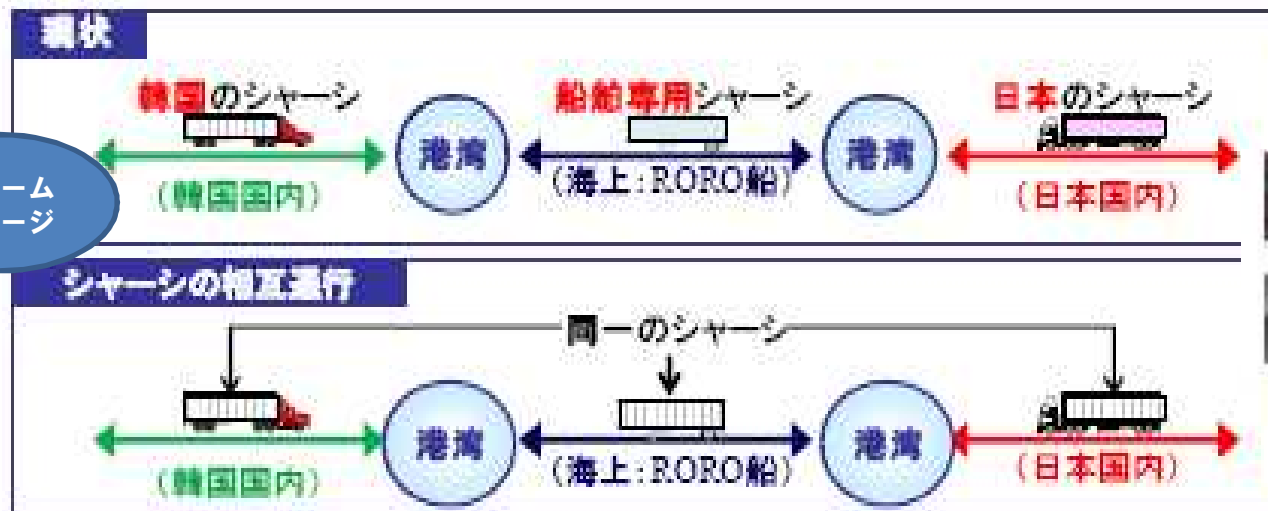 現状
韓国のシャーシ 船舶専用シャーシ 日本のシャーシ
港湾 港湾
(韓国国内) (海上:RORO船) (日本国内)
ーム
ージ
シャーシの相互通行
同一のシャーシ
港湾 港湾
(韓国国内) (海上:RORO船) (日本国内)